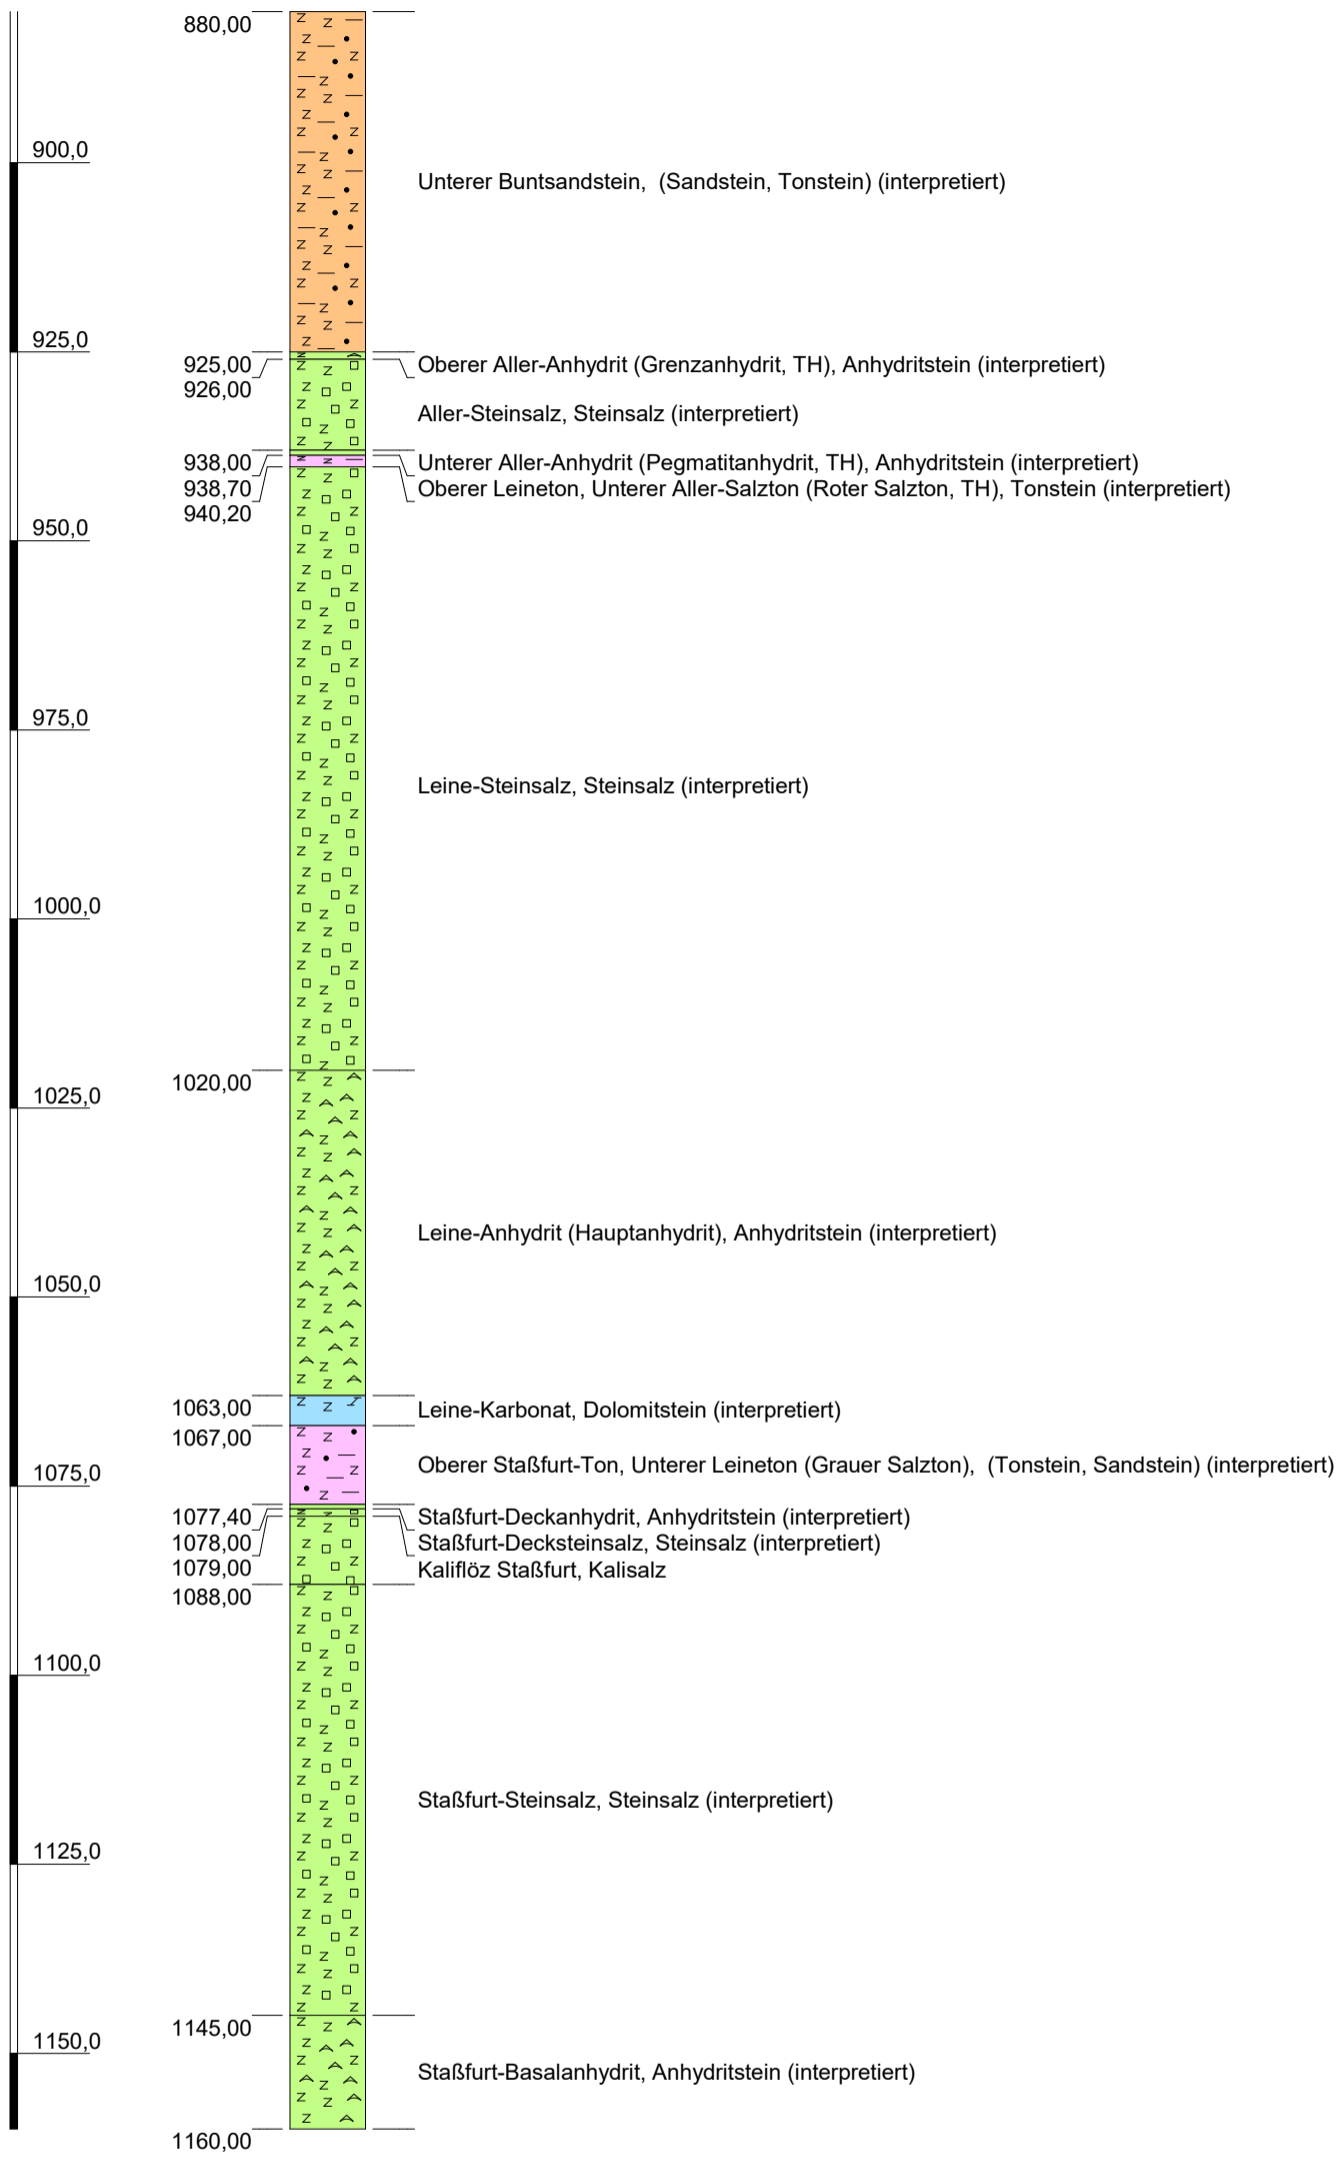 880,00
900,0
Unterer Buntsandstein,  (Sandstein, Tonstein) (interpretiert)
925,0
925,00
Oberer Aller-Anhydrit (Grenzanhydrit, TH), Anhydritstein (interpretiert)
926,00
Aller-Steinsalz, Steinsalz (interpretiert)
938,00
Unterer Aller-Anhydrit (Pegmatitanhydrit, TH), Anhydritstein (interpretiert)
938,70
Oberer Leineton, Unterer Aller-Salzton (Roter Salzton, TH), Tonstein (interpretiert)
940,20
950,0
975,0
Leine-Steinsalz, Steinsalz (interpretiert)
1000,0
1020,00
1025,0
Leine-Anhydrit (Hauptanhydrit), Anhydritstein (interpretiert)
1050,0
1063,00
Leine-Karbonat, Dolomitstein (interpretiert)
1067,00
Oberer Staßfurt-Ton, Unterer Leineton (Grauer Salzton),  (Tonstein, Sandstein) (interpretiert)
1075,0
1077,40
Staßfurt-Deckanhydrit, Anhydritstein (interpretiert)
1078,00
Staßfurt-Decksteinsalz, Steinsalz (interpretiert)
1079,00
Kaliflöz Staßfurt, Kalisalz
1088,00
1100,0
Staßfurt-Steinsalz, Steinsalz (interpretiert)
1125,0
1145,00
1150,0
Staßfurt-Basalanhydrit, Anhydritstein (interpretiert)
1160,00